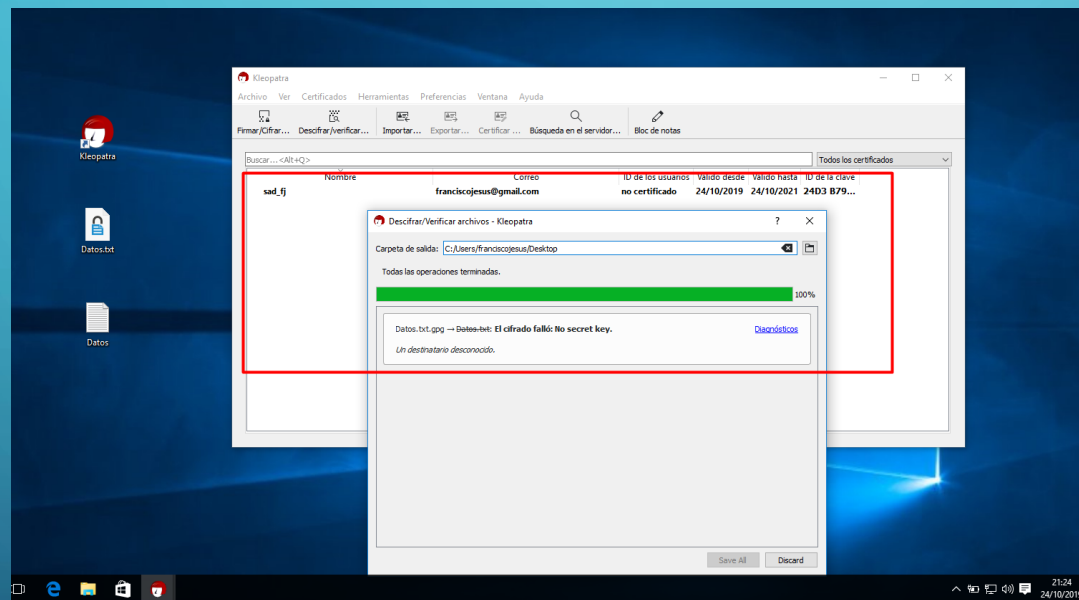 Kleopatra
Archivo Ver Certificados Herramientas Preferencias Ventana Ayuda
Firmar/Cifrar... Descifrar/verificar... Importar... Exportar... Certificar ... Búsqueda en el servidor... Bloc de notas
Buscar...<Alt+Q> Todos los certificados
Nombre Correo ID de los usuarios Válido desde Válido hasta ID de la clave
sad_fj franciscojesus@gmail.com no certificado 24/10/2019 24/10/2021 24D3 B79...
Descifrar/Verificar archivos - Kleopatra ?
Carpeta de salida: C:/Users/franciscojesus/Desktop
Todas las operaciones terminadas.
100%
Datos.txt.gpg → Datos.txt: El cifrado falló: No secret key. Diagnósticos
Un destinatario desconocido.
Save All Discard
Kleopatra
Datos.txt
Datos
21:24
24/10/201